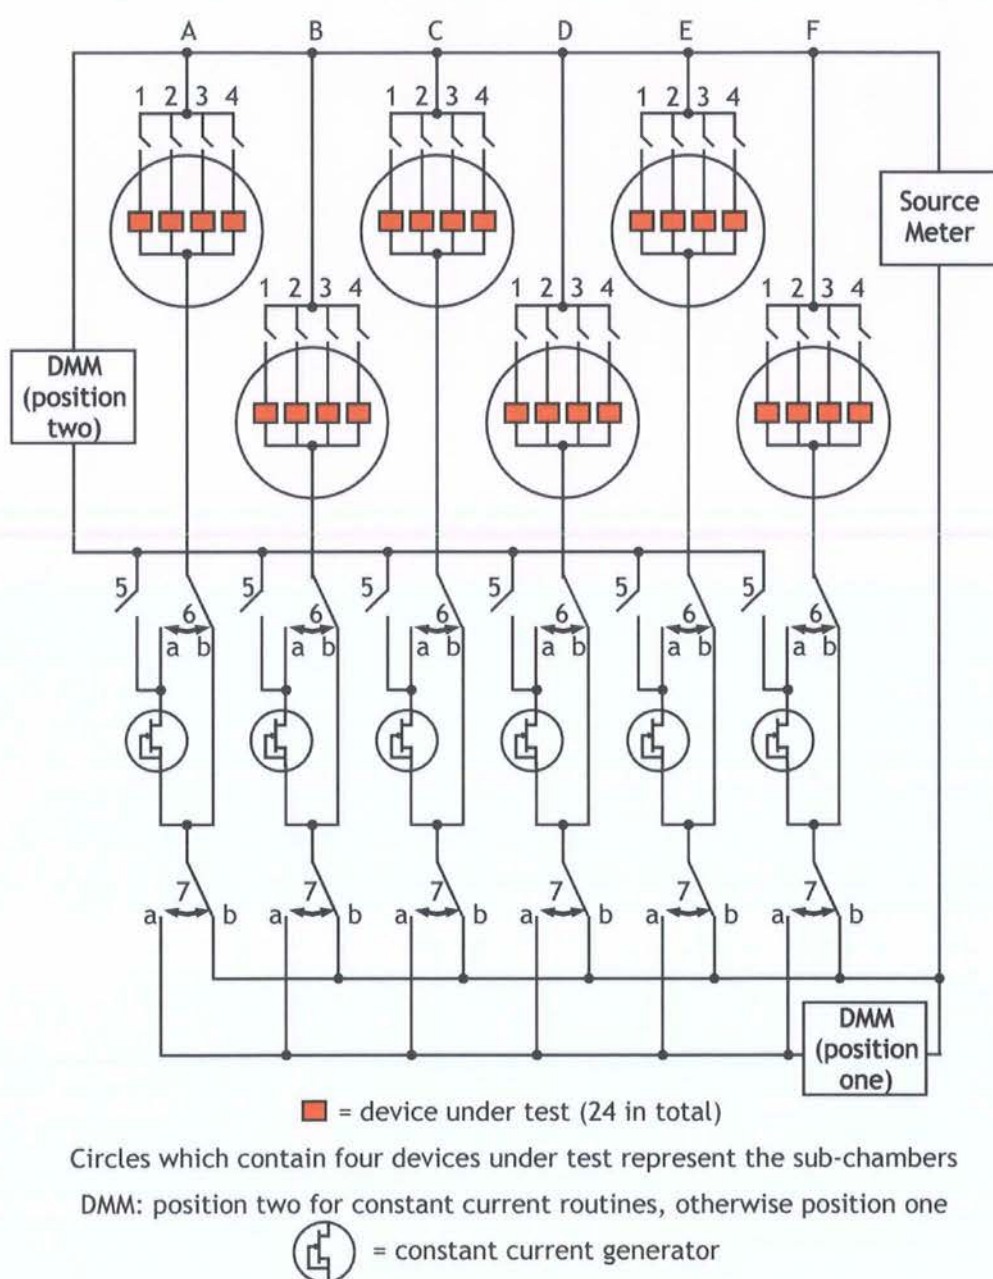 A B C D E F
1 2 3 4 1 2 3 4 1 2 3 4
Source
Meter
1 2 3 4 1 2 3 4 1 2 3 4
DMM
(position
two)
5 5 5 5 5 5
6 6 6 6 6 6
a b a b a b a b a b a b
7 7 7 7 7 7
a b a b a b a b a b a b
DMM
(position
one)
= device under test (24 in total)
Circles which contain four devices under test represent the sub-chambers
DMM: position two for constant current routines, otherwise position one
= constant current generator